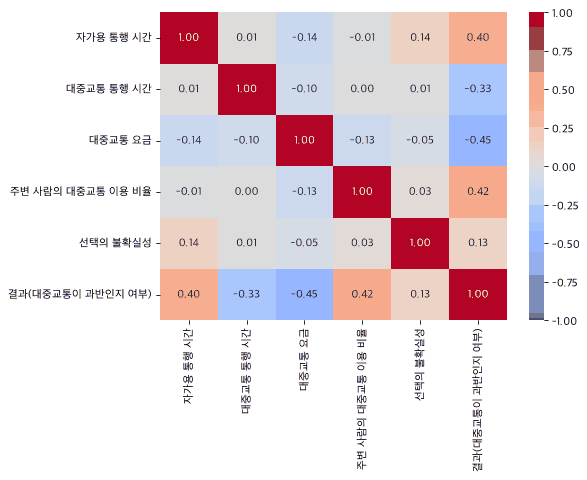 자가용 통행 시간 1.00 0.01 -0.14 -0.01 0.14 0.40
대중교통 통행 시간 0.01 1.00 -0.10 0.00 0.01 -0.33
대중교통 요금 -0.14 -0.10 1.00 -0.13 -0.05 -0.45
주변 사람의 대중교통 이용 비율 -0.01 0.00 -0.13 1.00 0.03 0.42
선택의 불확실성 0.14 0.01 -0.05 0.03 1.00 0.13
결과(대중교통이 과반인지 여부) 0.40 -0.33 -0.45 0.42 0.13 1.00
자가용 통행 시간
대중교통 통행 시간
대중교통 요금
주변 사람의 대중교통 이용 비율
선택의 불확실성
결과(대중교통이 과반인지 여부)
1.00
0.75
0.50
0.25
0.00
-0.25
-0.50
-0.75
-1.00